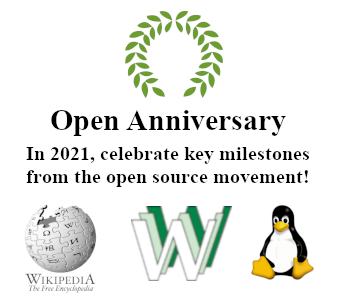 Open Anniversary
In 2021, celebrate key milestones
from the open source movement!
W
WIKIPEDIA
The Free Encyclopedia